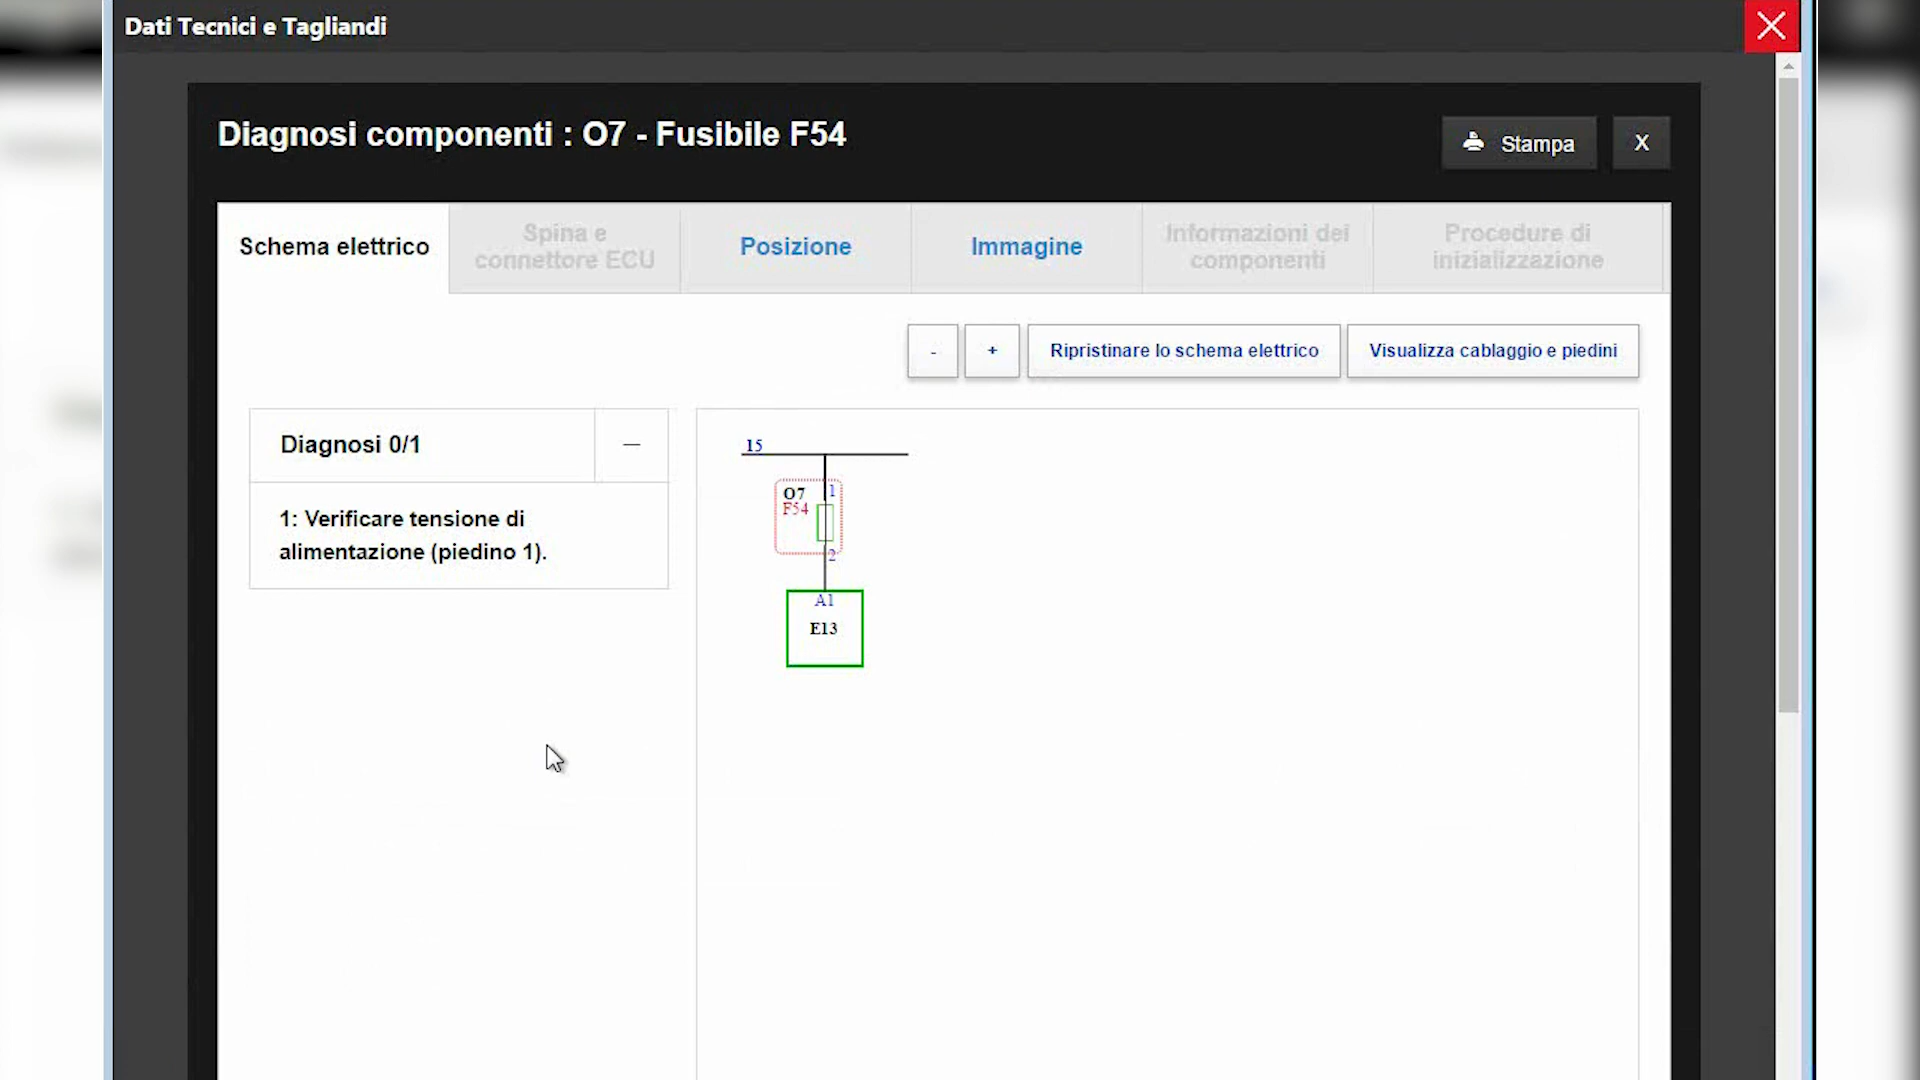 Dati Tecnici e Tagliandi
Diagnosi componenti : O7 - Fusibile F54
Stampa
X
Schema elettrico
Spina e
connettore ECU
Posizione
Immagine
Informazioni dei
componenti
Procedure di
inizializzazione
-
+
Ripristinare lo schema elettrico
Visualizza cablaggio e piedini
Diagnosi 0/1
1: Verificare tensione di
alimentazione (piedino 1).
15
O7
1
F54
2
A1
E13